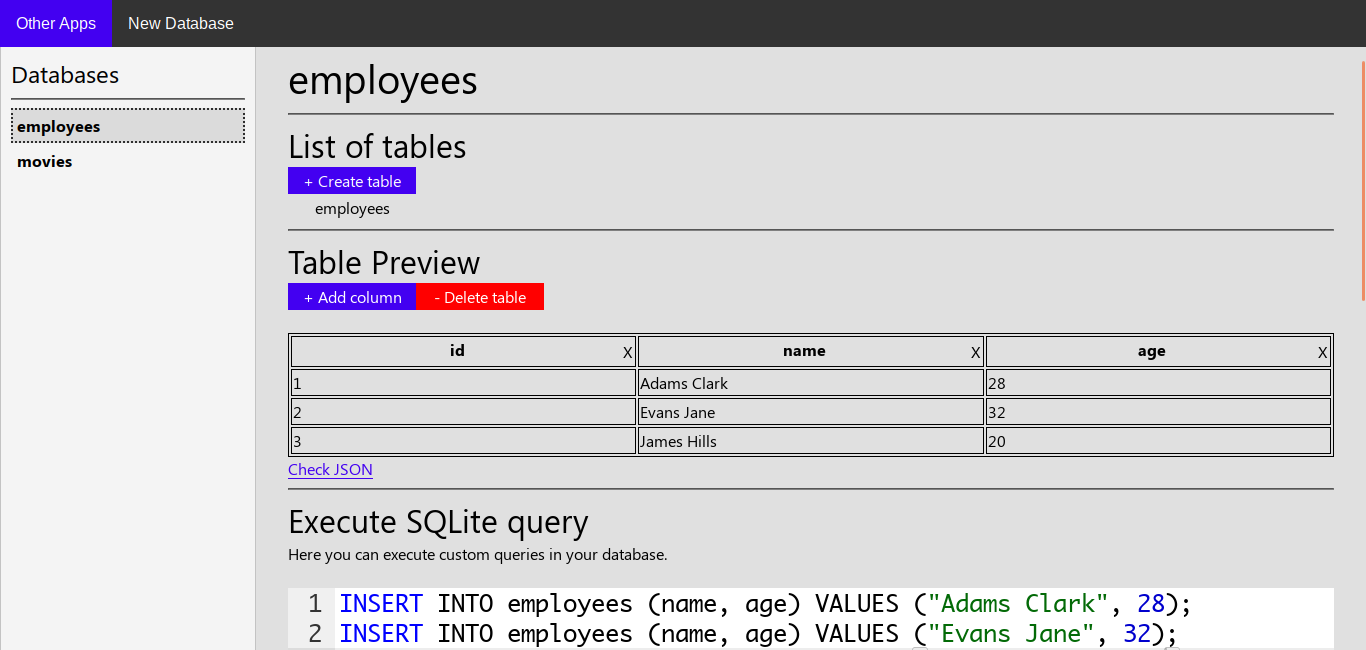 Other Apps New Database
Databases
employees
movies
employees
List of tables
+ Create table
employees
Table Preview
+ Add column - Delete table
id X name X age X
1 Adams Clark 28
2 Evans Jane 32
3 James Hills 20
Check JSON
Execute SQLite query
Here you can execute custom queries in your database.
1 INSERT INTO employees (name, age) VALUES ("Adams Clark", 28);
2 INSERT INTO employees (name, age) VALUES ("Evans Jane", 32);